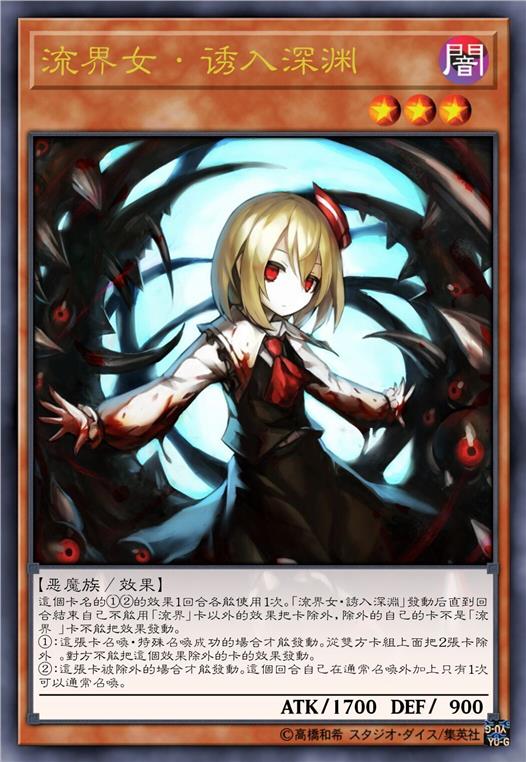 流界女・诱入深渊
闇
【恶魔族／效果】
這個卡名的①②的效果1回合各能使用1次。「流界女・誘入深淵」發動后直到回
合結束自己不能用「流界」卡以外的效果把卡除外，除外的自己的卡不是「流
界 」卡不能把效果發動。
①：這張卡召喚・特殊召喚成功的場合才能發動。從雙方卡組上面把2張卡除
外 。對方不能把這個效果除外的卡的效果發動。
②：這張卡被除外的場合才能發動。這個回合自己在通常召喚外加上只有1次
可以通常召喚。
ATK/1700 DEF/ 900
©高橋和希 スタジオ・ダイス/集英社